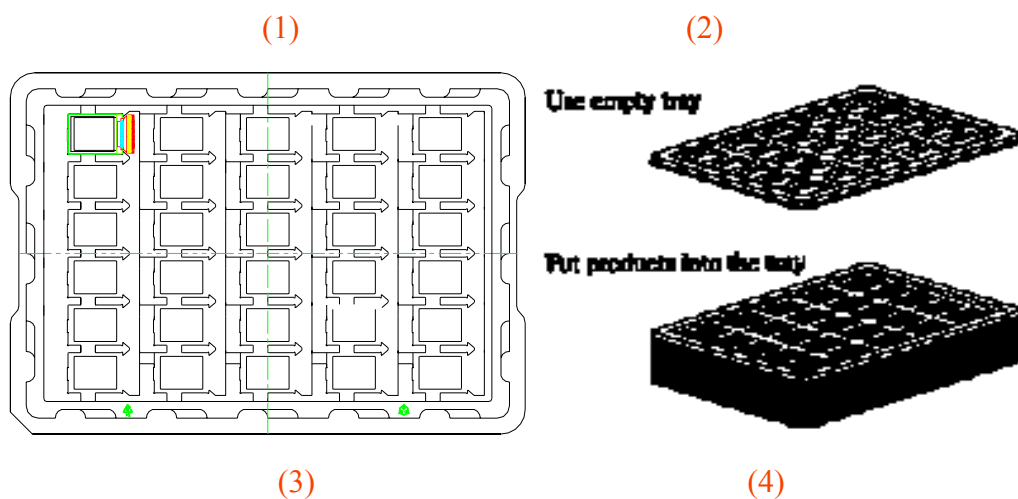 (1) (2)
Use empty tray
Put products into the tray
(3) (4)